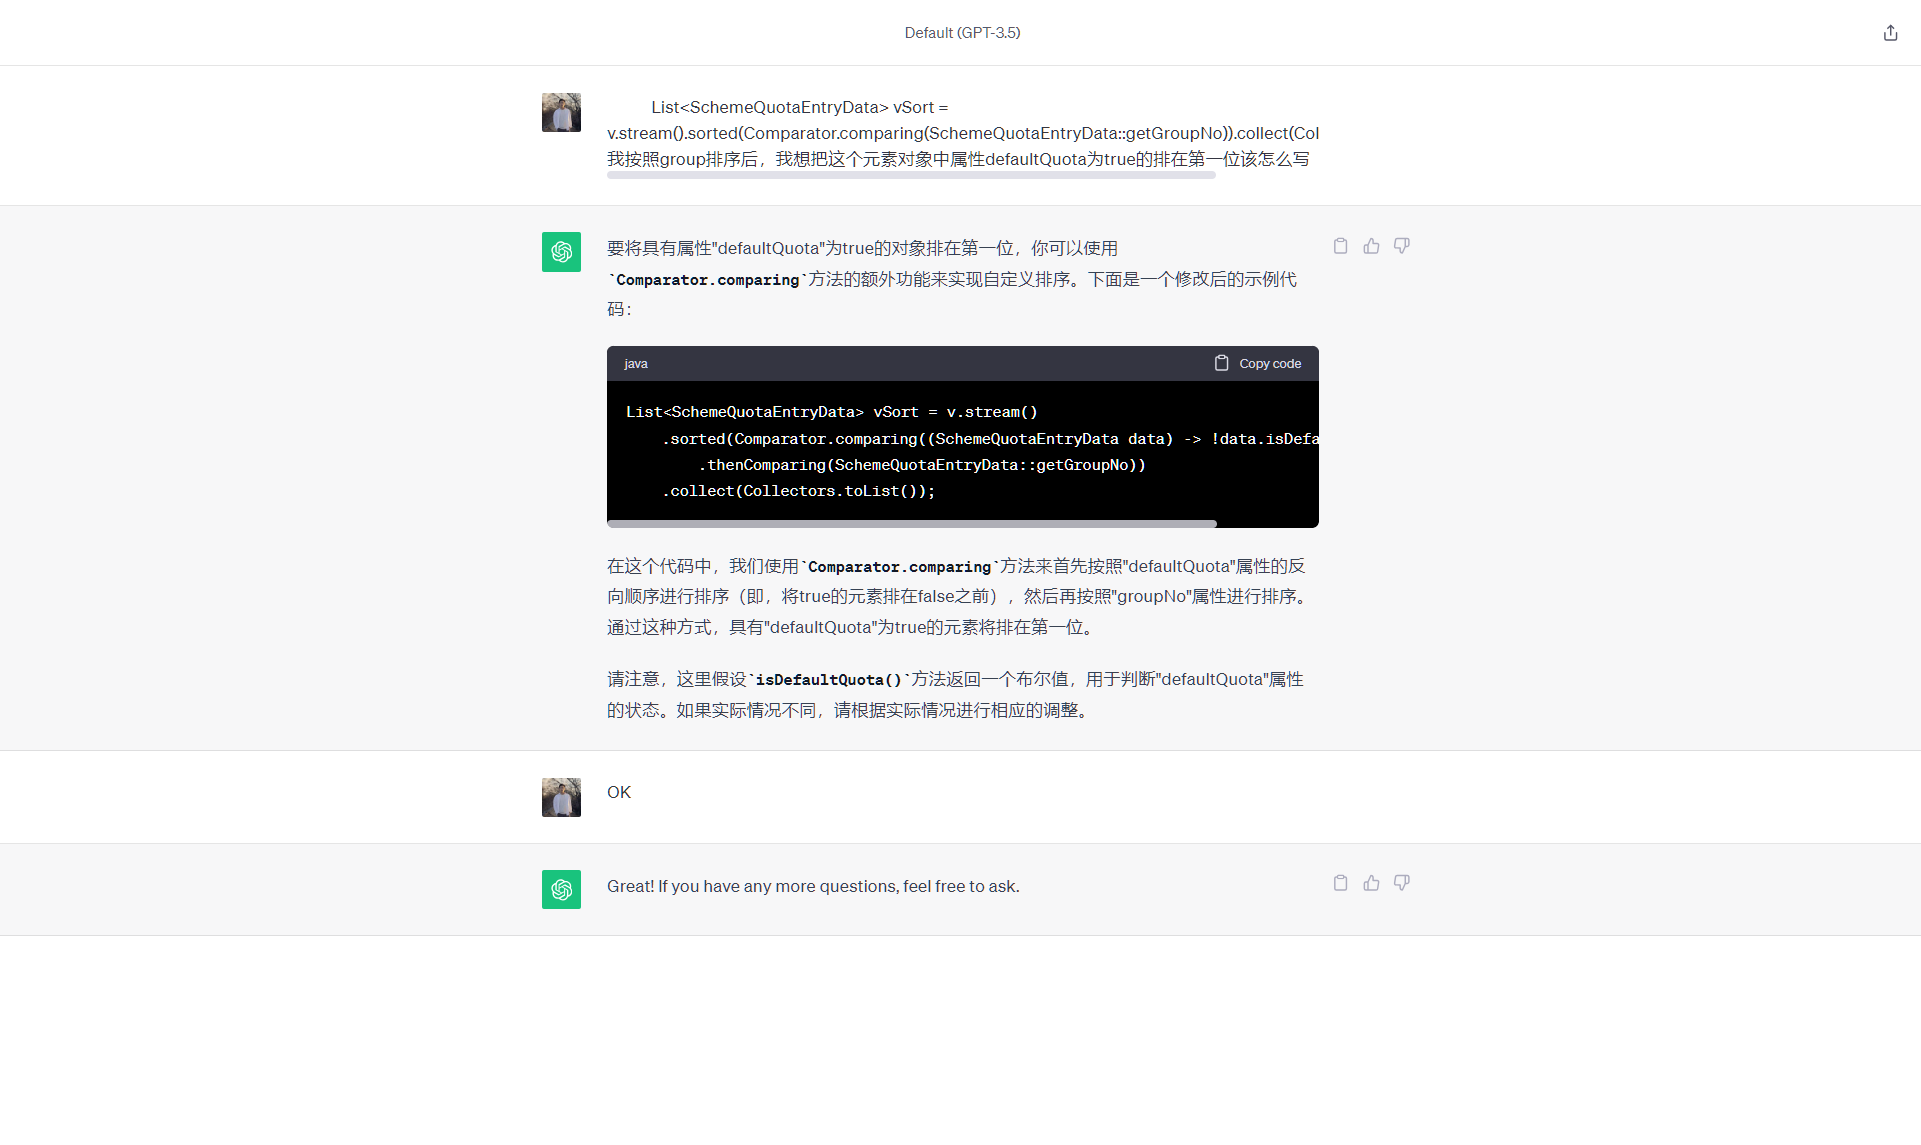 Default (GPT-3.5)
List<SchemeQuotaEntryData> vSort =
v.stream().sorted(Comparator.comparing(SchemeQuotaEntryData::getGroupNo)).collect(Col
我按照group排序后，我想把这个元素对象中属性defaultQuota为true的排在第一位该怎么写
要将具有属性"defaultQuota"为true的对象排在第一位，你可以使用
`Comparator.comparing`方法的额外功能来实现自定义排序。下面是一个修改后的示例代
码：
java
Copy code
List<SchemeQuotaEntryData> vSort = v.stream()
    .sorted(Comparator.comparing((SchemeQuotaEntryData data) -> !data.isDefa
        .thenComparing(SchemeQuotaEntryData::getGroupNo))
    .collect(Collectors.toList());
在这个代码中，我们使用`Comparator.comparing`方法来首先按照"defaultQuota"属性的反
向顺序进行排序（即，将true的元素排在false之前），然后再按照"groupNo"属性进行排序。
通过这种方式，具有"defaultQuota"为true的元素将排在第一位。
请注意，这里假设`isDefaultQuota()`方法返回一个布尔值，用于判断"defaultQuota"属性
的状态。如果实际情况不同，请根据实际情况进行相应的调整。
OK
Great! If you have any more questions, feel free to ask.